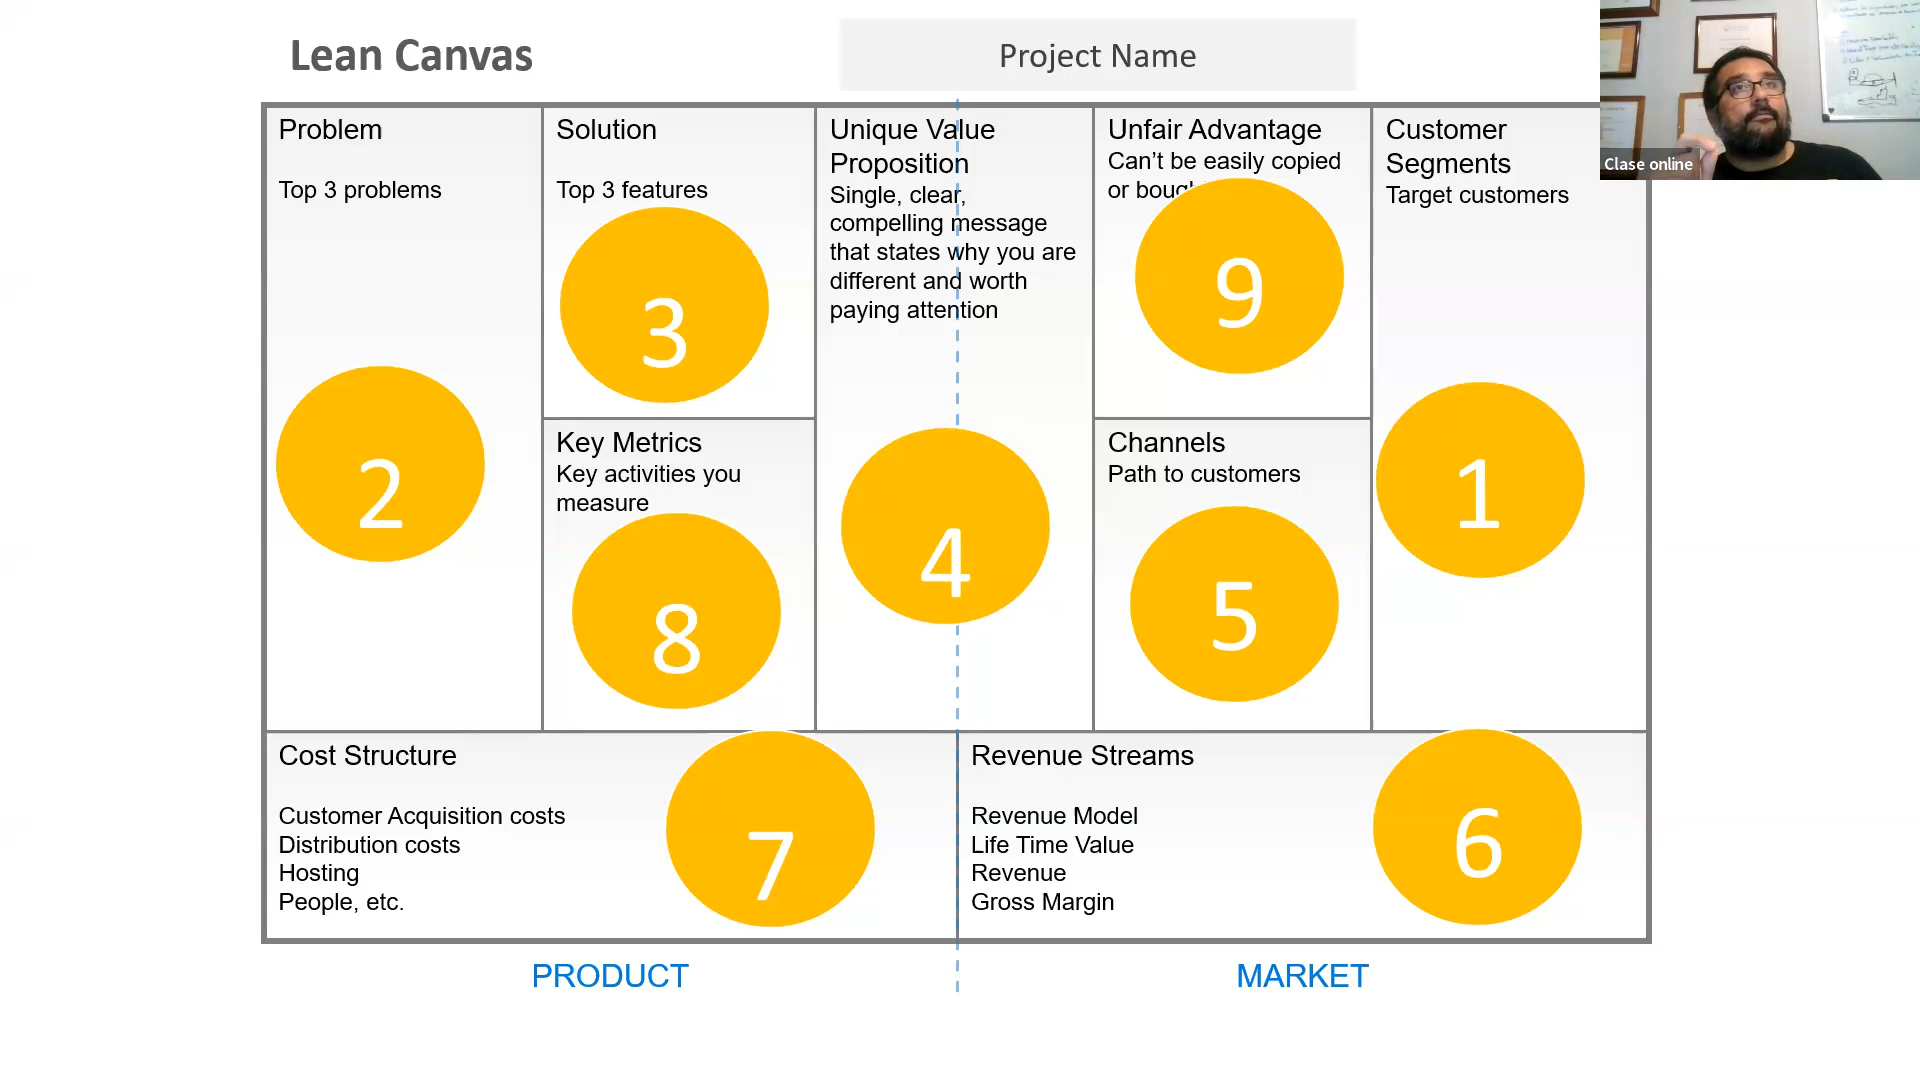 Lean Canvas
Project Name
Clase online
Problem
Top 3 problems
2
Solution
Top 3 features
3
Key Metrics
Key activities you
measure
8
Unique Value
Proposition
Single, clear,
compelling message
that states why you are
different and worth
paying attention
4
Unfair Advantage
Can’t be easily copied
or
9
Channels
Path to customers
5
Customer
Segments
Target customers
1
Cost Structure
Customer Acquisition costs
Distribution costs
Hosting
People, etc.
7
Revenue Streams
Revenue Model
Life Time Value
Revenue
Gross Margin
6
PRODUCT
MARKET